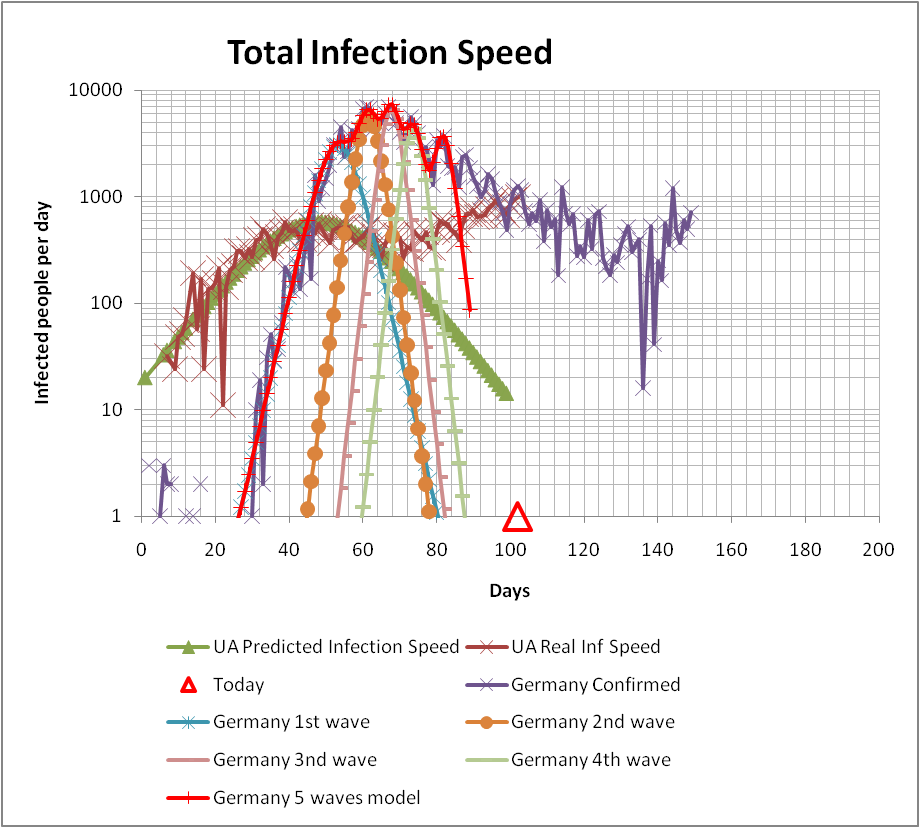 Total Infection Speed
Infected people per day
10000
1000
100
10
1
0 20 40 60 80 100 120 140 160 180 200
Days
UA Predicted Infection Speed UA Real Inf Speed
Today Germany Confirmed
Germany 1st wave Germany 2nd wave
Germany 3nd wave Germany 4th wave
Germany 5 waves model